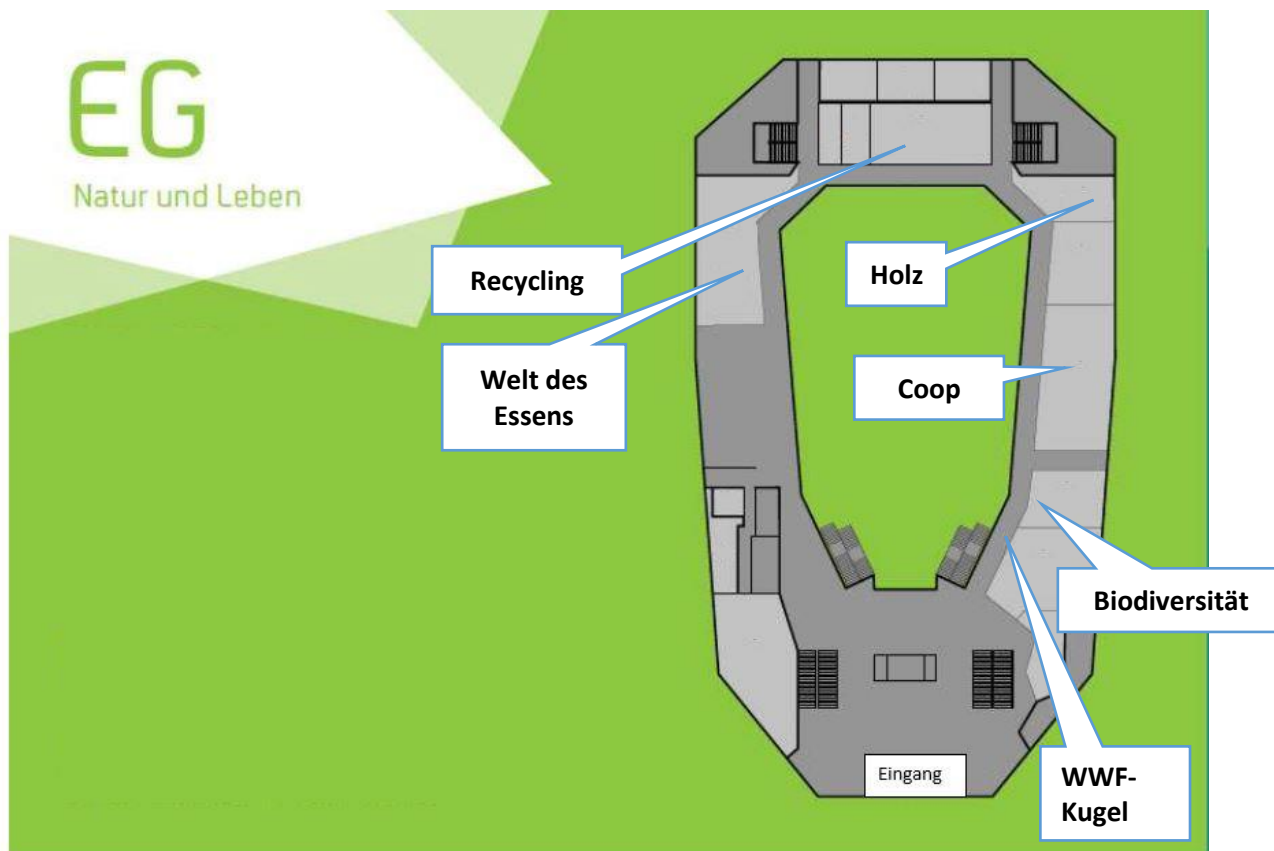 EG
Natur und Leben
Recycling
Holz
Welt des
Essens
Coop
Biodiversität
Eingang
WWF-
Kugel